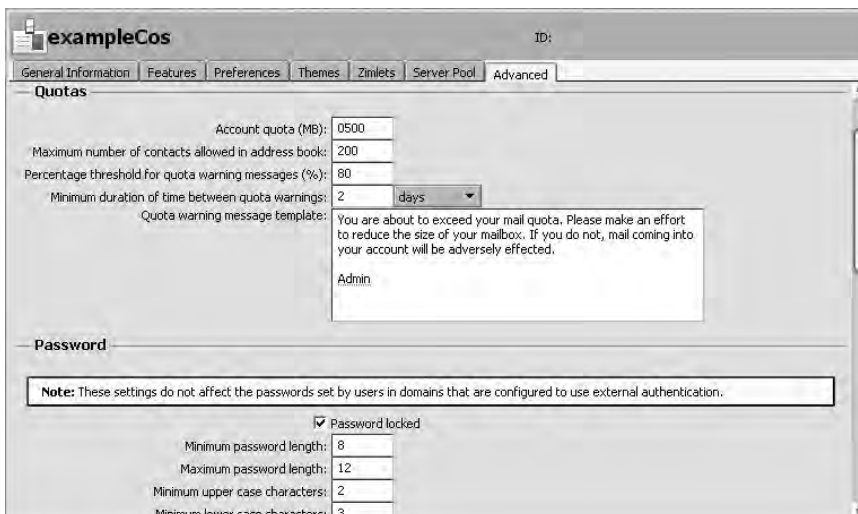 exampleCos ID:
General Information Features Preferences Themes Zimlets Server Pool Advanced
Quotas
Account quota (MB): 0500
Maximum number of contacts allowed in address book: 200
Percentage threshold for quota warning messages (%): 80
Minimum duration of time between quota warnings: 2 days
Quota warning message template: You are about to exceed your mail quota. Please make an effort
to reduce the size of your mailbox. If you do not, mail coming into
your account will be adversely effected.
Admin
Password
Note: These settings do not affect the passwords set by users in domains that are configured to use external authentication.
Password locked
Minimum password length: 8
Maximum password length: 12
Minimum upper case characters: 2
Minimum lower case characters: 3